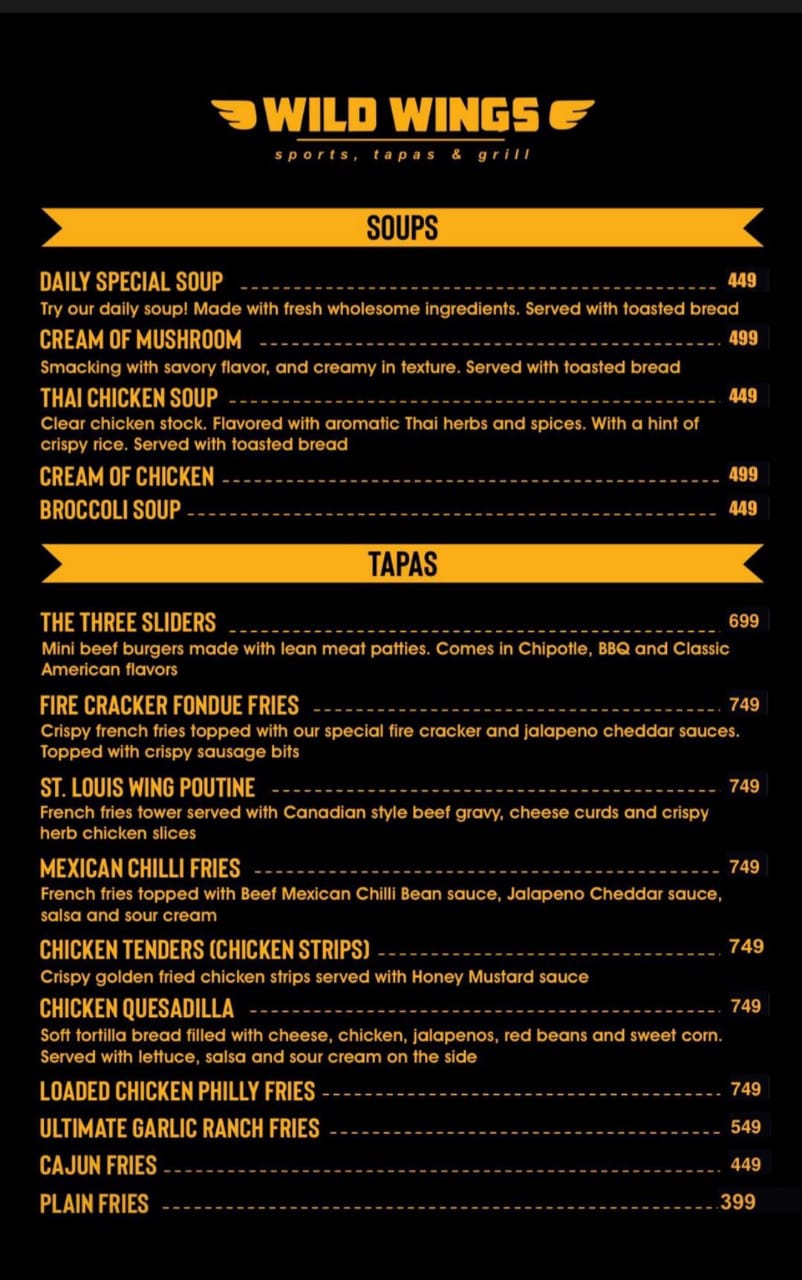 WILD WINGS
sports, tapas & grill
SOUPS
DAILY SPECIAL SOUP 449
Try our daily soup! Made with fresh wholesome ingredients. Served with toasted bread
CREAM OF MUSHROOM 499
Smacking with savory flavor, and creamy in texture. Served with toasted bread
THAI CHICKEN SOUP 449
Clear chicken stock. Flavored with aromatic Thai herbs and spices. With a hint of
crispy rice. Served with toasted bread
CREAM OF CHICKEN 499
BROCCOLI SOUP 449
TAPAS
THE THREE SLIDERS 699
Mini beef burgers made with lean meat patties. Comes in Chipotle, BBQ and Classic
American flavors
FIRE CRACKER FONDUE FRIES 749
Crispy french fries topped with our special fire cracker and jalapeno cheddar sauces.
Topped with crispy sausage bits
ST. LOUIS WING POUTINE 749
French fries tower served with Canadian style beef gravy, cheese curds and crispy
herb chicken slices
MEXICAN CHILLI FRIES 749
French fries topped with Beef Mexican Chilli Bean sauce, Jalapeno Cheddar sauce,
salsa and sour cream
CHICKEN TENDERS (CHICKEN STRIPS) 749
Crispy golden fried chicken strips served with Honey Mustard sauce
CHICKEN QUESADILLA 749
Soft tortilla bread filled with cheese, chicken, jalapenos, red beans and sweet corn.
Served with lettuce, salsa and sour cream on the side
LOADED CHICKEN PHILLY FRIES 749
ULTIMATE GARLIC RANCH FRIES 549
CAJUN FRIES 449
PLAIN FRIES 399